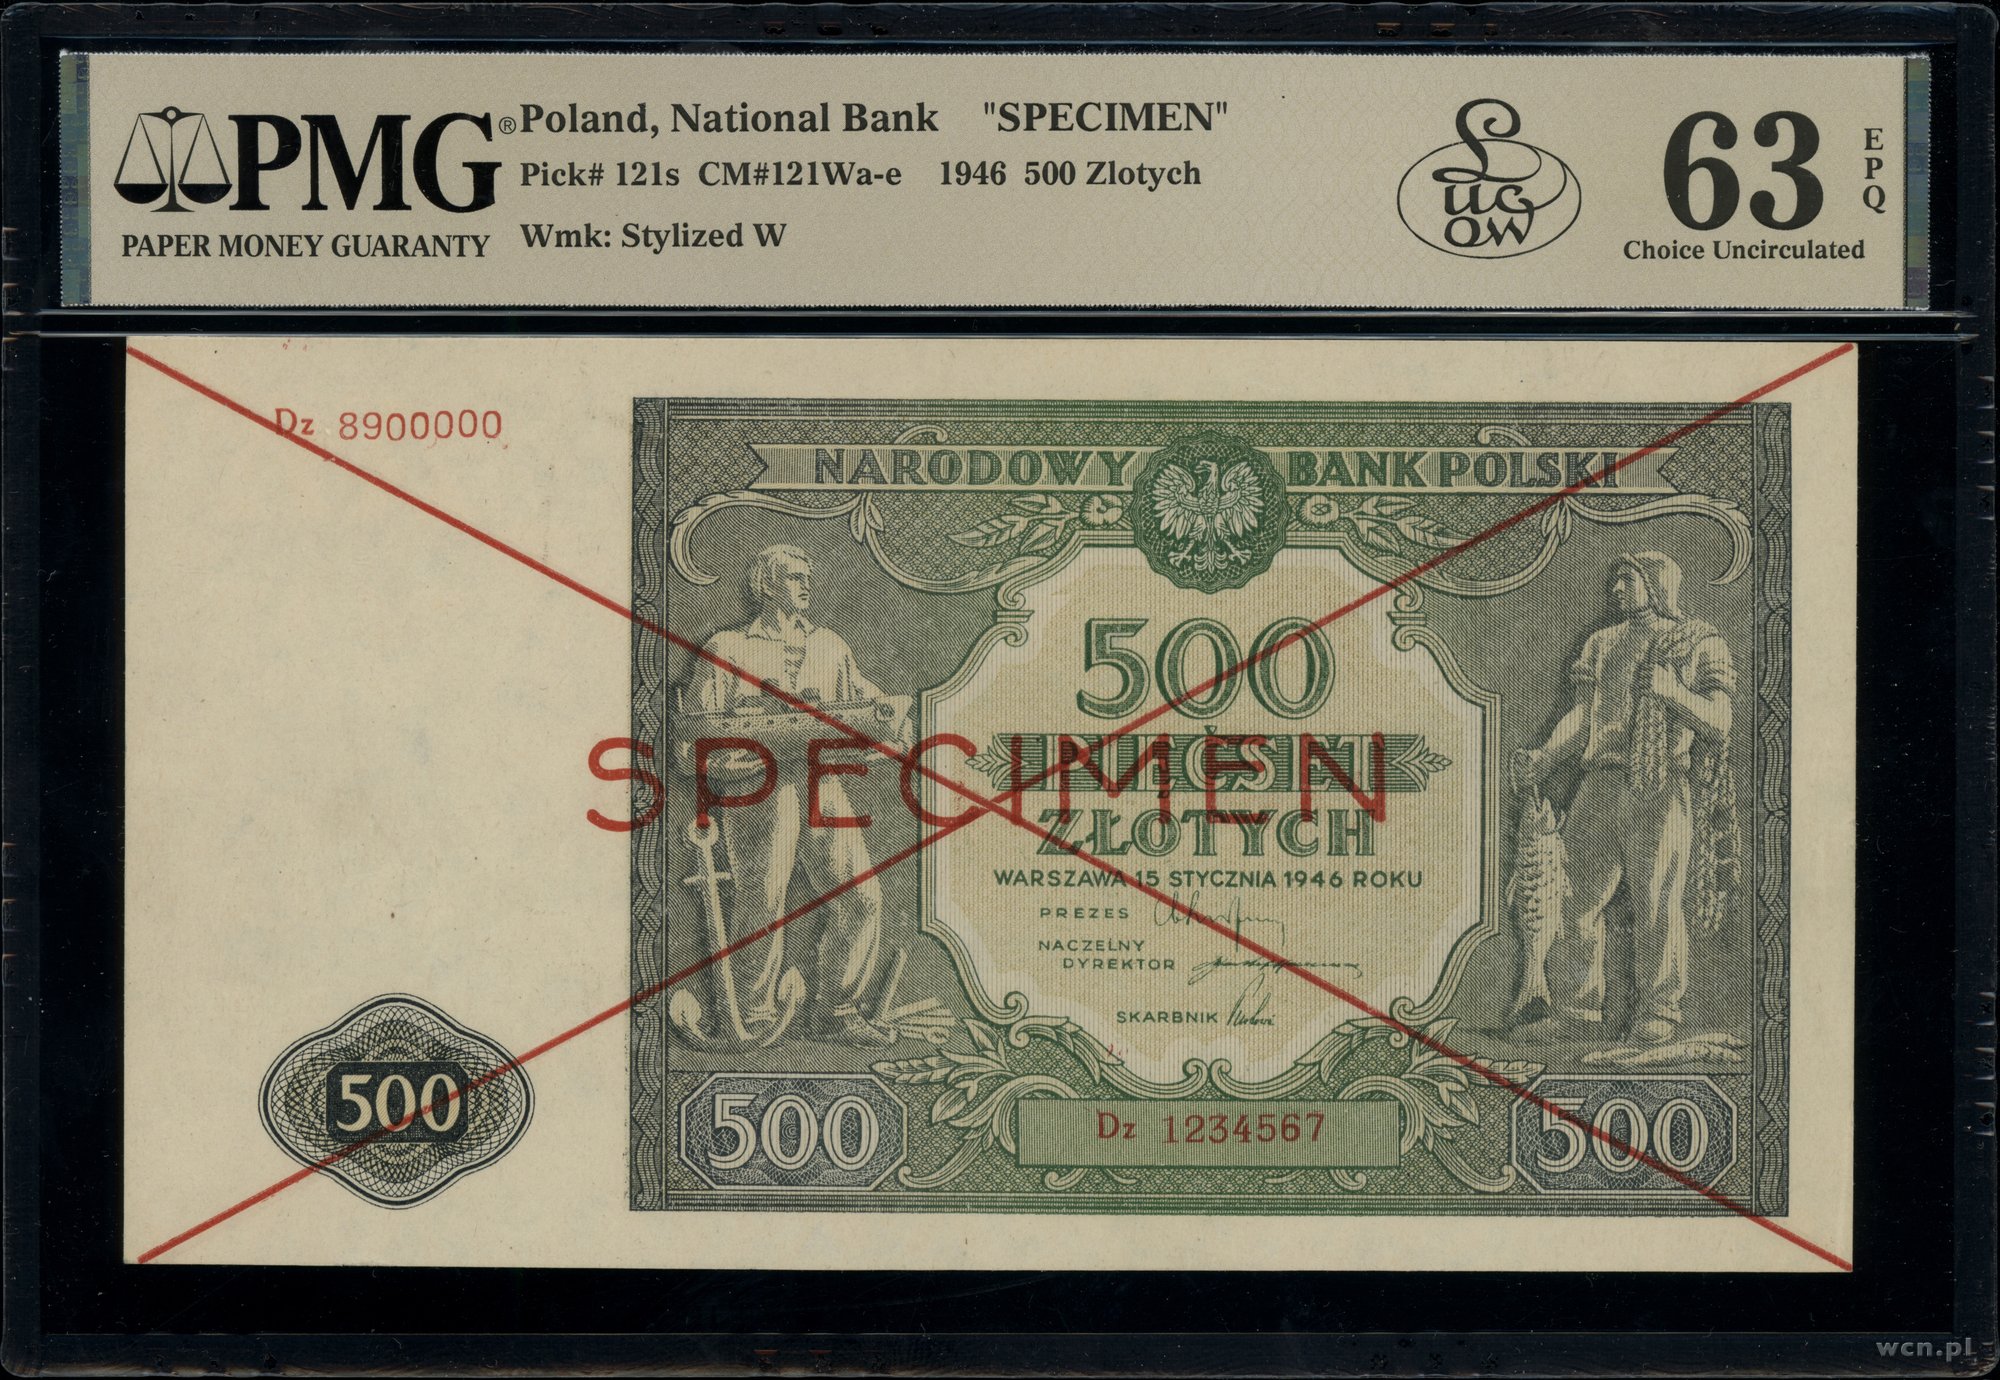 PMG®
PAPER MONEY GUARANTY
Poland, National Bank "SPECIMEN"
Pick# 121s CM#121Wa-e 1946 500 Zlotych
Wmk: Stylized W
63
EPQ
Choice Uncirculated
Dz 8900000
NARODOWY BANK POLSKI
500
PIĘĆSET
ZŁOTYCH
SPECIMEN
WARSZAWA 15 STYCZNIA 1946 ROKU
PREZES
NACZELNY
DYREKTOR
SKARBNIK
500
500
Dz 1234567
500
wcn.pl